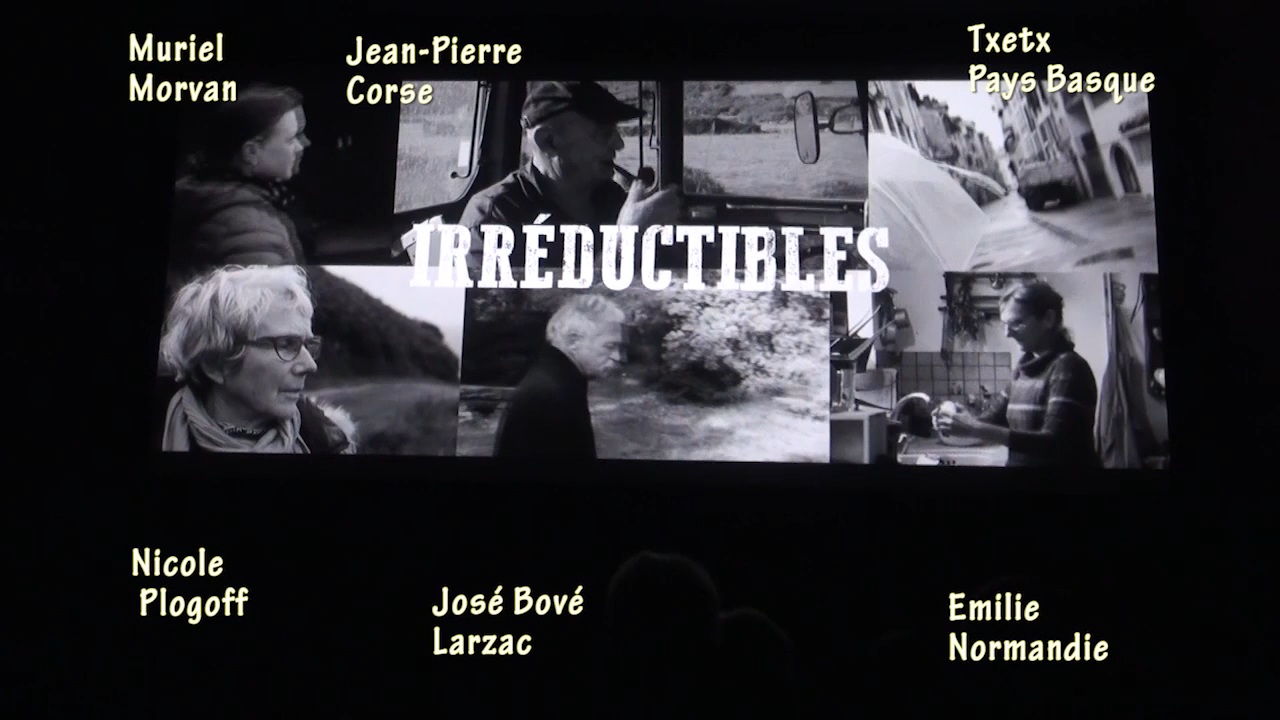 Muriel
Morvan
Jean-Pierre
Corse
Txetx
Pays Basque
IRRÉDUCTIBLES
Nicole
Plogoff
José Bové
Larzac
Emilie
Normandie